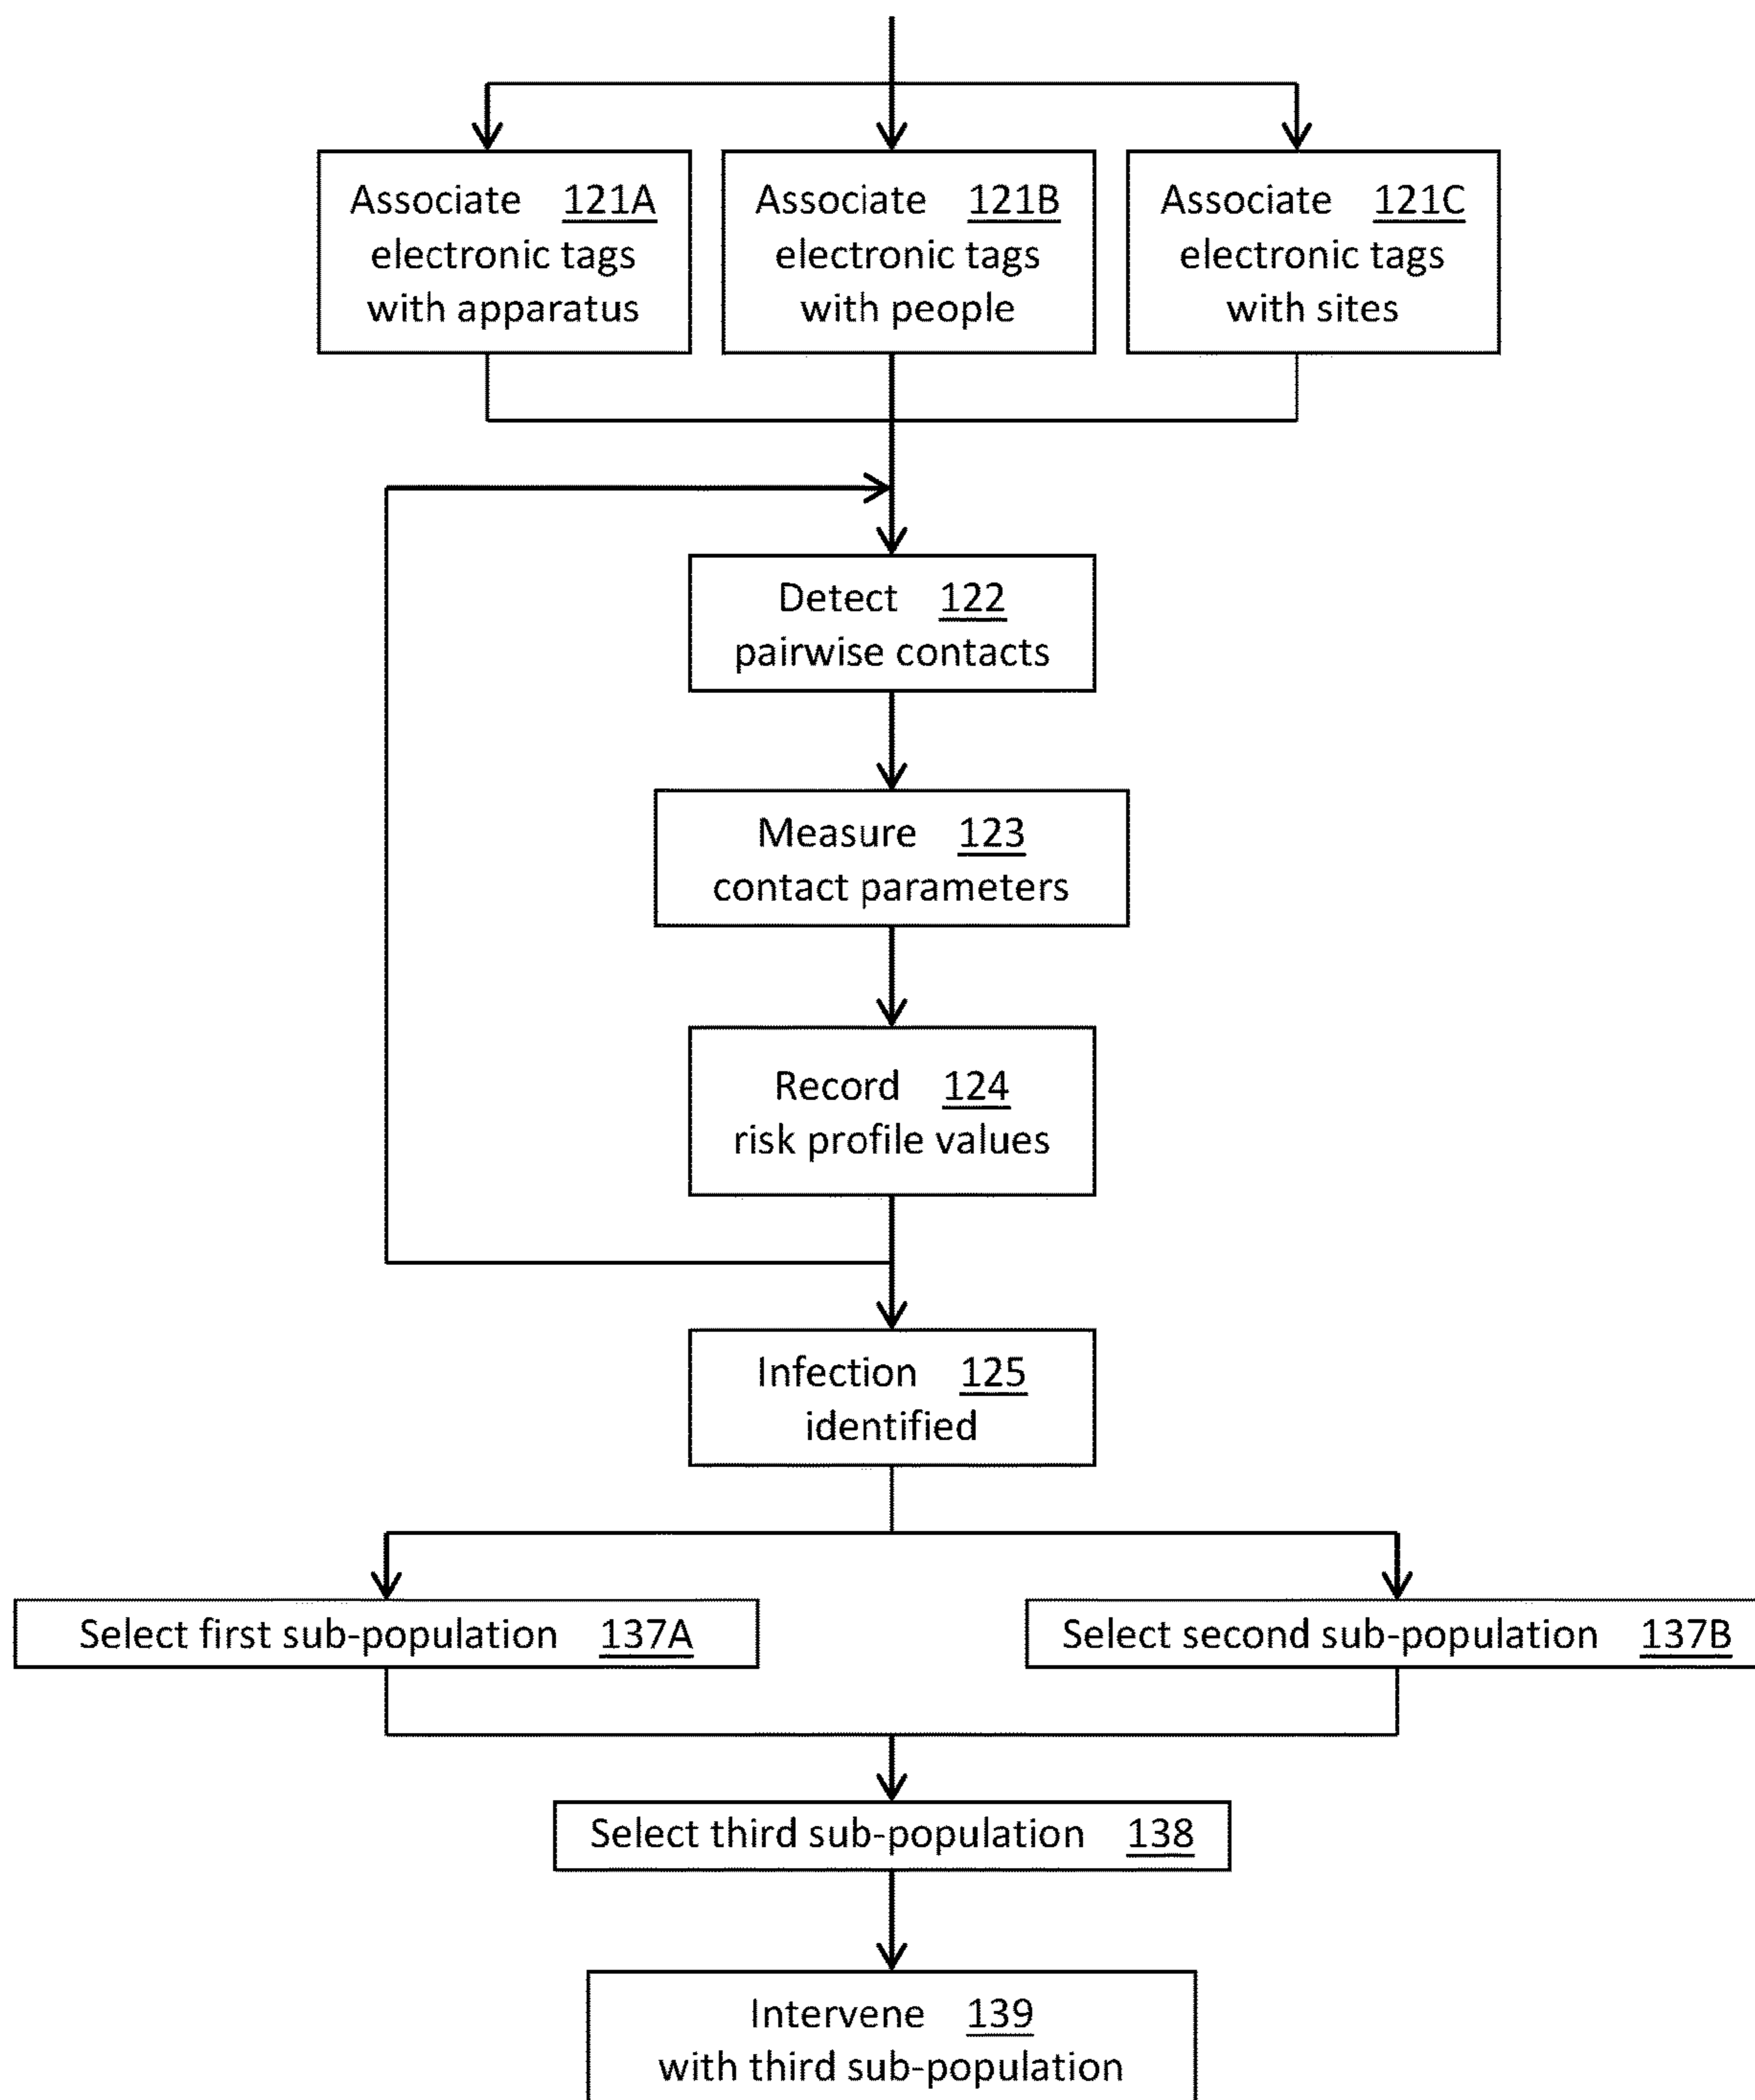 Associate 121A
electronic tags
with apparatus
Associate 121B
electronic tags
with people
Associate 121C
electronic tags
with sites
Detect 122
pairwise contacts
Measure 123
contact parameters
Record 124
risk profile values
Infection 125
identified
Select first sub-population 137A
Select second sub-population 137B
Select third sub-population 138
Intervene 139
with third sub-population